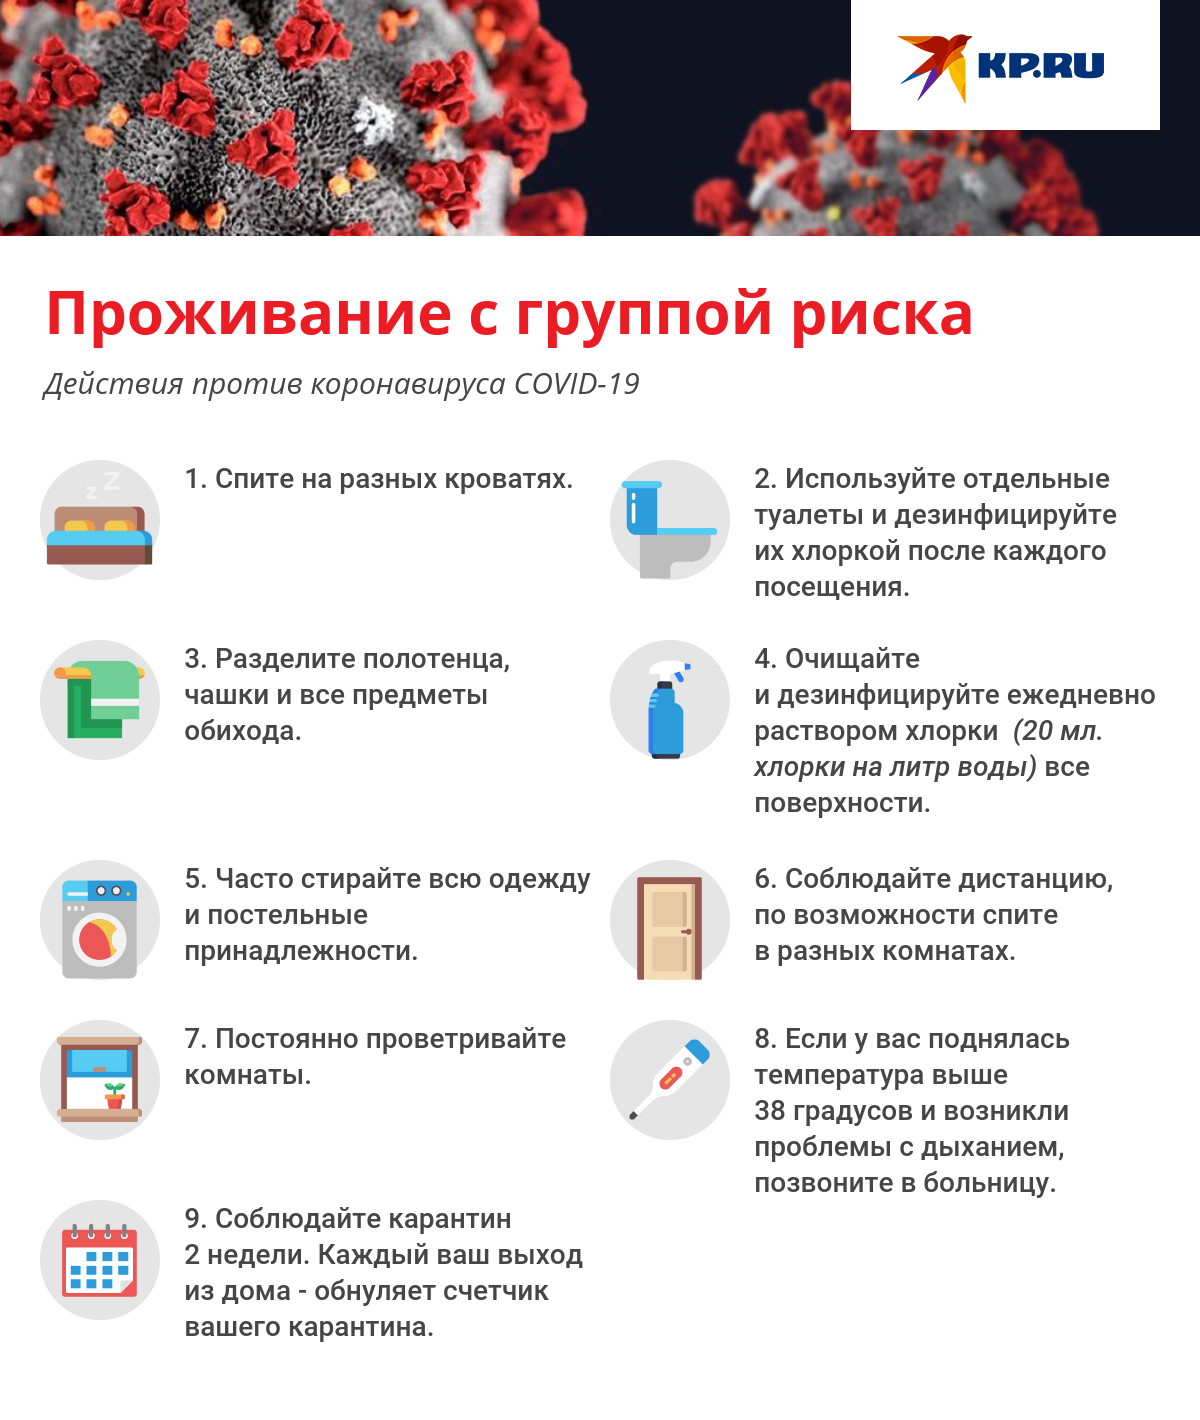 KP.RU
Проживание с группой риска
Действия против коронавируса COVID-19
1. Спите на разных кроватях.
2. Используйте отдельные
туалеты и дезинфицируйте
их хлоркой после каждого
посещения.
3. Разделите полотенца,
чашки и все предметы
обихода.
4. Очищайте
и дезинфицируйте ежедневно
раствором хлорки (20 мл.
хлорки на литр воды) все
поверхности.
5. Часто стирайте всю одежду
и постельные
принадлежности.
6. Соблюдайте дистанцию,
по возможности спите
в разных комнатах.
7. Постоянно проветривайте
комнаты.
8. Если у вас поднялась
температура выше
38 градусов и возникли
проблемы с дыханием,
позвоните в больницу.
9. Соблюдайте карантин
2 недели. Каждый ваш выход
из дома - обнуляет счетчик
вашего карантина.